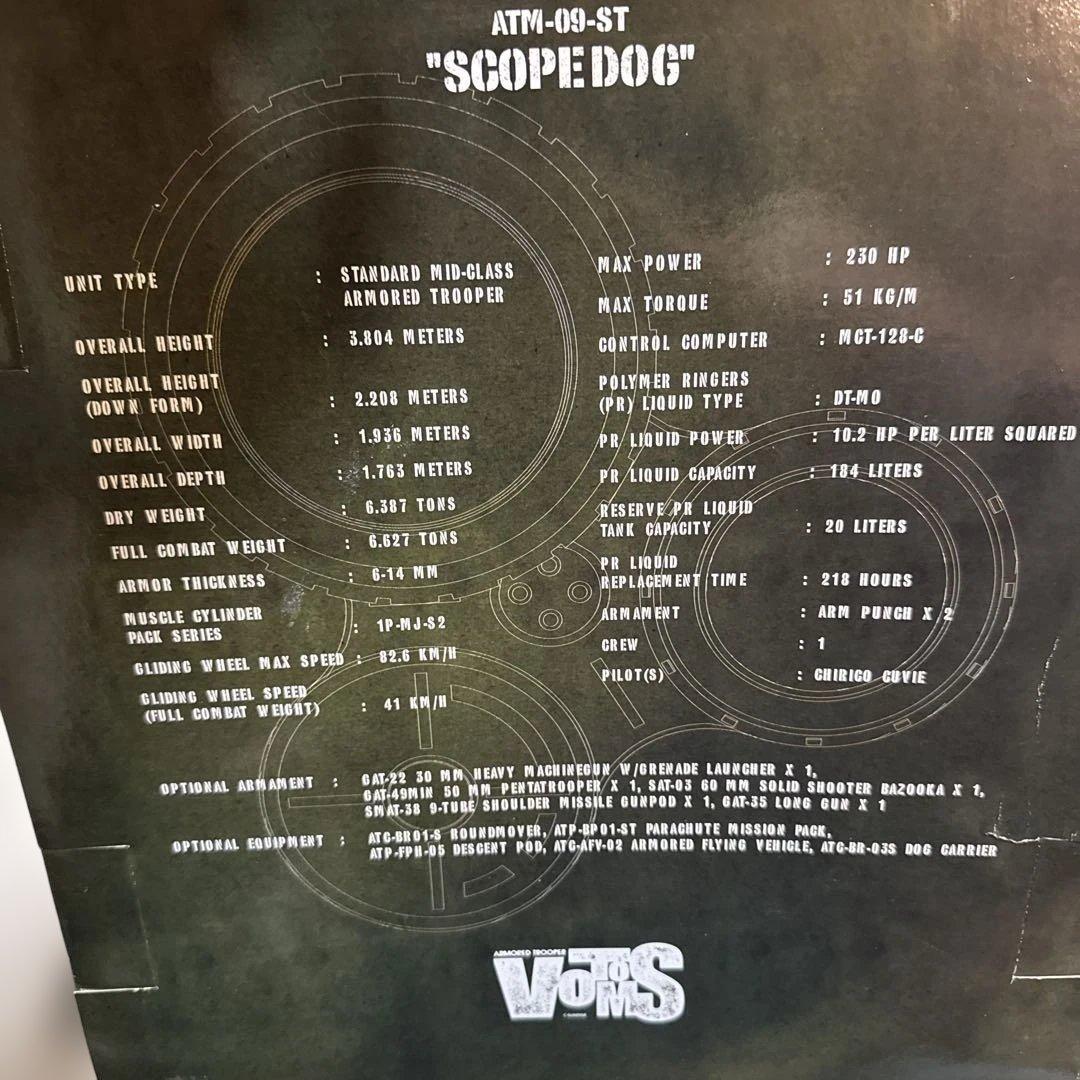 ATM-09-ST
"SCOPEDOG"
UNIT TYPE : STANDARD MID-CLASS
ARMORED TROOPER
OVERALL HEIGHT : 3.804 METERS
OVERALL HEIGHT
(DOWN FORM) : 2.208 METERS
OVERALL WIDTH : 1.936 METERS
OVERALL DEPTH : 1.763 METERS
DRY WEIGHT : 6.387 TONS
FULL COMBAT WEIGHT : 6.627 TONS
ARMOR THICKNESS : 6-14 MM
MUSCLE CYLINDER
PACK SERIES : 1P-MJ-S2
GLIDING WHEEL MAX SPEED : 82.6 KM/H
GLIDING WHEEL SPEED
(FULL COMBAT WEIGHT) : 41 KM/H
MAX POWER : 230 HP
MAX TORQUE : 51 KG/M
CONTROL COMPUTER : MCT-128-C
POLYMER RINGERS
(PR) LIQUID TYPE : DT-MO
PR LIQUID POWER : 10.2 HP PER LITER SQUARED
PR LIQUID CAPACITY : 184 LITERS
RESERVE PR LIQUID
TANK CAPACITY : 20 LITERS
PR LIQUID
REPLACEMENT TIME : 218 HOURS
ARMAMENT : ARM PUNCH X 2
CREW : 1
PILOT(S) : CHIRICO CUVIE
OPTIONAL ARMAMENT : GAT-22 30 MM HEAVY MACHINEGUN W/GRENADE LAUNCHER X 1,
GAT-49MIN 50 MM PENTATROOPER X 1, SAT-03 60 MM SOLID SHOOTER BAZOOKA X 1,
SMAT-38 9-TUBE SHOULDER MISSILE GUNPOD X 1, GAT-35 LONG GUN X 1
OPTIONAL EQUIPMENT : ATC-BR01-S ROUNDMOVER, ATP-BP01-ST PARACHUTE MISSION PACK,
ATP-FPH-05 DESCENT POD, ATC-AFV-02 ARMORED FLYING VEHICLE, ATC-BR-03S DOG CARRIER
ARMORED TROOPER
VOTOMS